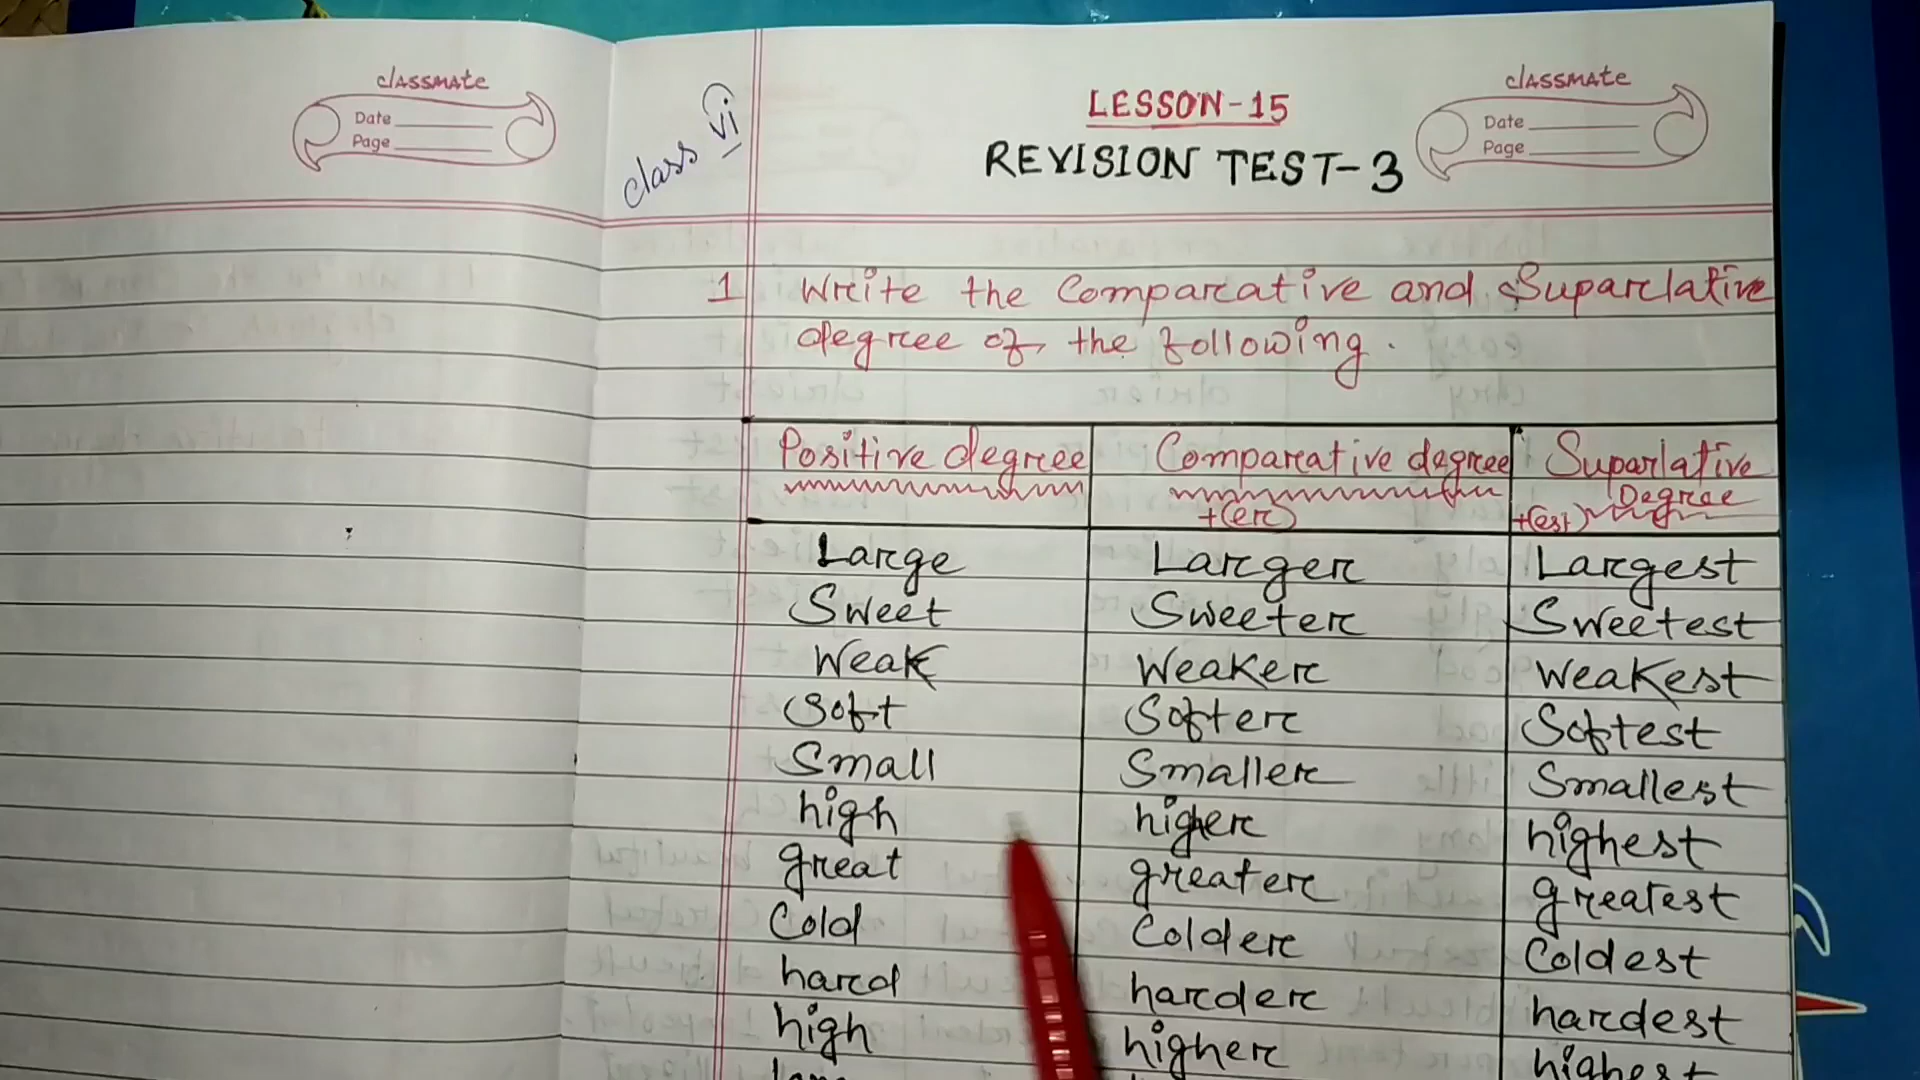 classmate
Date
Page
class vi
LESSON-15
REVISION TEST-3
classmate
Date
Page
1 Write the Comparative and Suparlative
degree of the following.
Positive degree Comparative degree Suparlative
+(er) +(est) Degree
Large Larger Largest
Sweet Sweeter Sweetest
Weak Weaker Weakest
Soft Softer Softest
Small Smaller Smallest
high higher highest
great greater greatest
Cold Colder Coldest
hard harder hardest
high higher highest